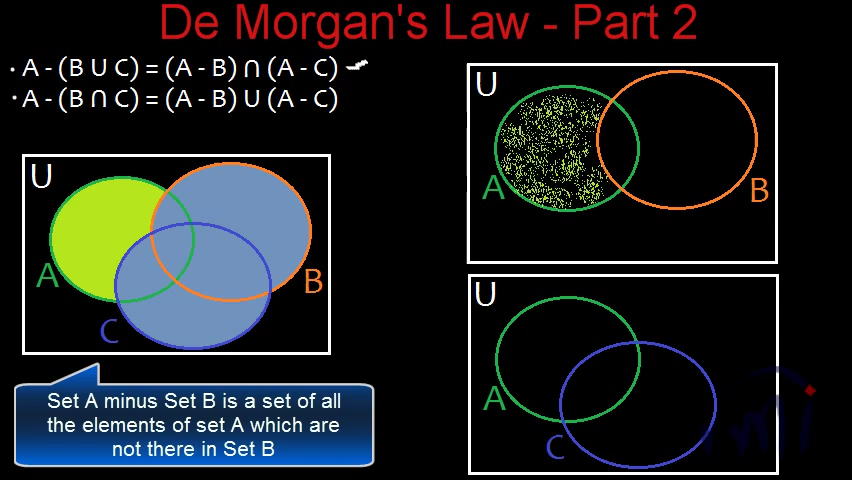 De Morgan's Law - Part 2
· A - (B U C) = (A - B) ∩ (A - C)
· A - (B ∩ C) = (A - B) U (A - C)
U
A
B
C
Set A minus Set B is a set of all
the elements of set A which are
not there in Set B
U
A
B
U
A
C